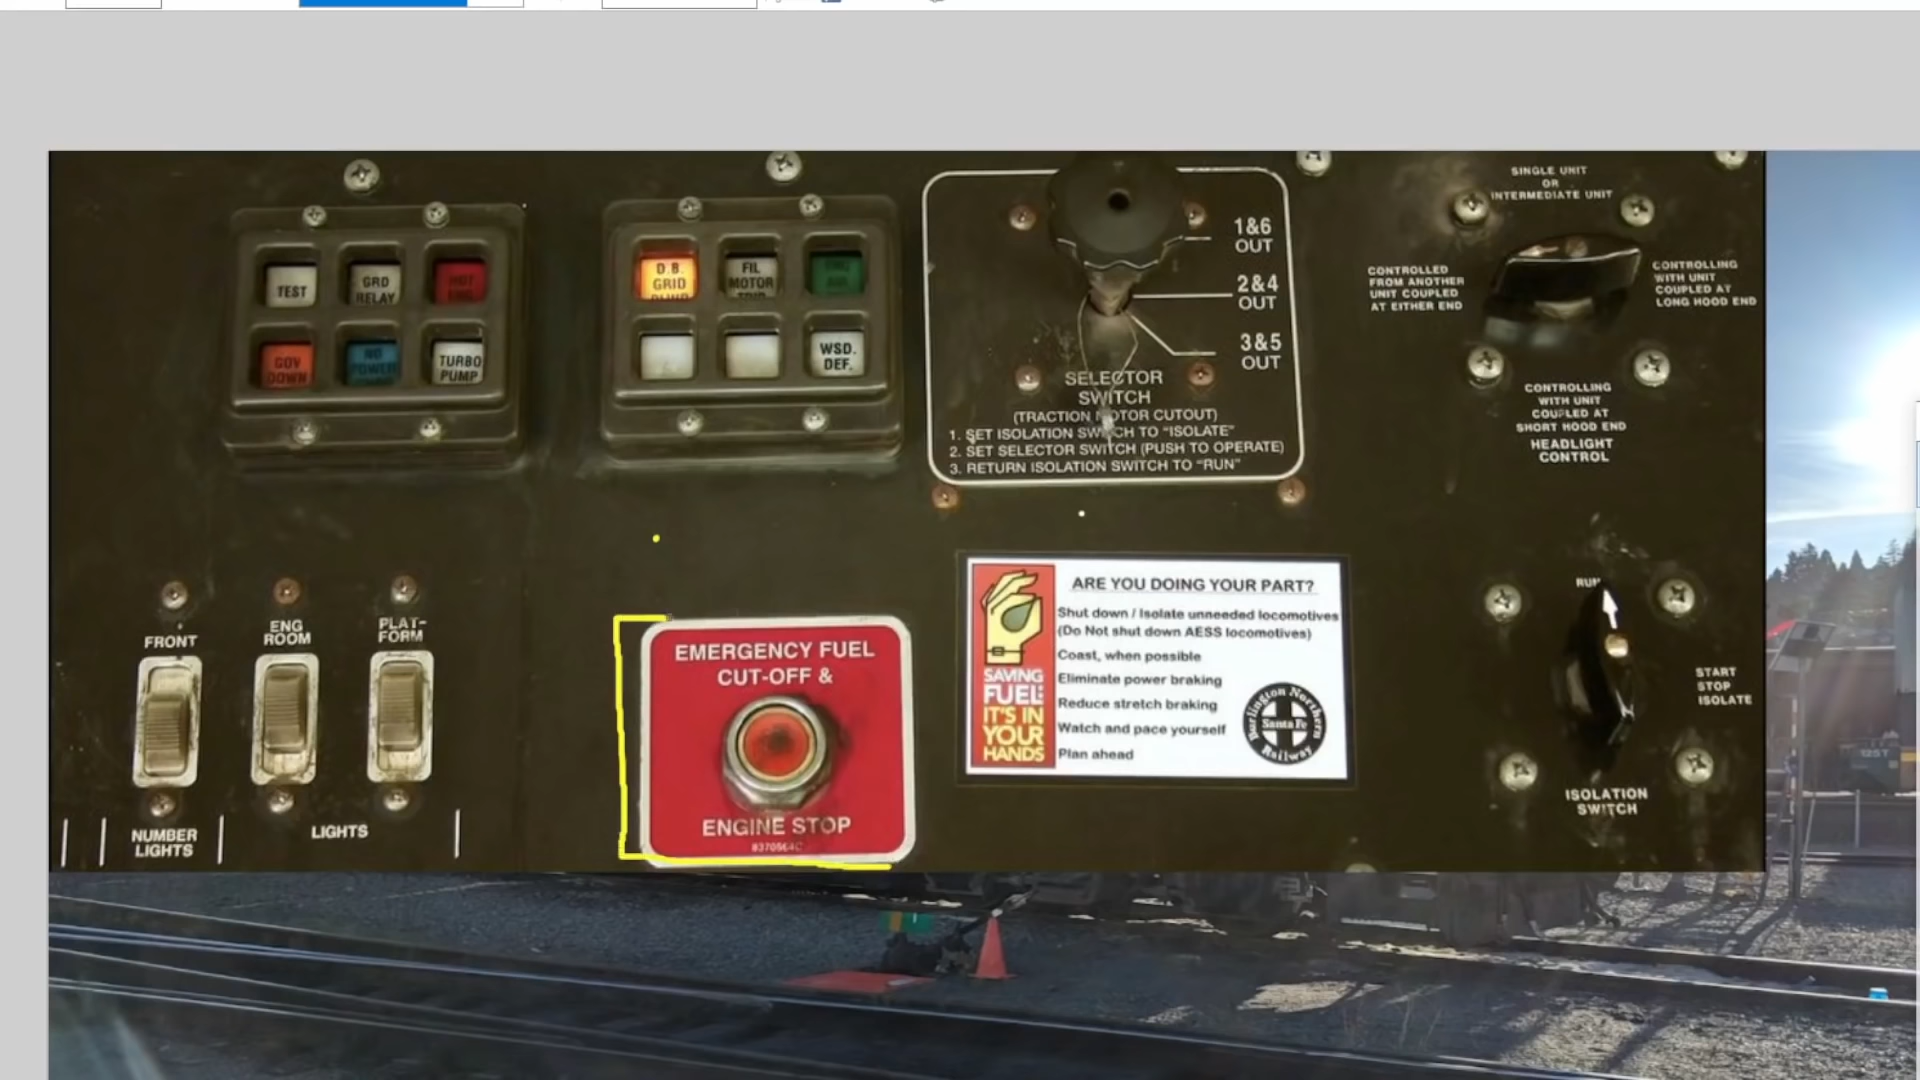 TEST
GRD
RELAY
HOT
GOV
DOWN
NO
POWER
TURBO
PUMP
D.B.
GRID
FIL
MOTOR
TRIP
WSD.
DEF.
1&6
OUT
2&4
OUT
3&5
OUT
SELECTOR
SWITCH
(TRACTION MOTOR CUTOUT)
1. SET ISOLATION SWITCH TO "ISOLATE"
2. SET SELECTOR SWITCH (PUSH TO OPERATE)
3. RETURN ISOLATION SWITCH TO "RUN"
SINGLE UNIT
OR
INTERMEDIATE UNIT
CONTROLLED
FROM ANOTHER
UNIT COUPLED
AT EITHER END
CONTROLLING
WITH UNIT
COUPLED AT
LONG HOOD END
CONTROLLING
WITH UNIT
COUPLED AT
SHORT HOOD END
HEADLIGHT
CONTROL
FRONT
ENG
ROOM
PLAT-
FORM
NUMBER
LIGHTS
LIGHTS
EMERGENCY FUEL
CUT-OFF &
ENGINE STOP
ARE YOU DOING YOUR PART?
Shut down / Isolate unneeded locomotives
(Do Not shut down AESS locomotives)
Coast, when possible
Eliminate power braking
Reduce stretch braking
Watch and pace yourself
Plan ahead
SAVING
FUEL:
IT'S IN
YOUR
HANDS
Burlington Northern
Santa Fe
Railway
RUN
START
STOP
ISOLATE
ISOLATION
SWITCH